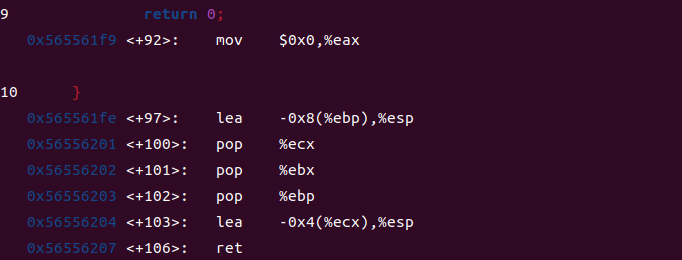 9 return 0;
0x565561f9 <+92>: mov $0x0,%eax
10 }
0x565561fe <+97>: lea -0x8(%ebp),%esp
0x56556201 <+100>: pop %ecx
0x56556202 <+101>: pop %ebx
0x56556203 <+102>: pop %ebp
0x56556204 <+103>: lea -0x4(%ecx),%esp
0x56556207 <+106>: ret